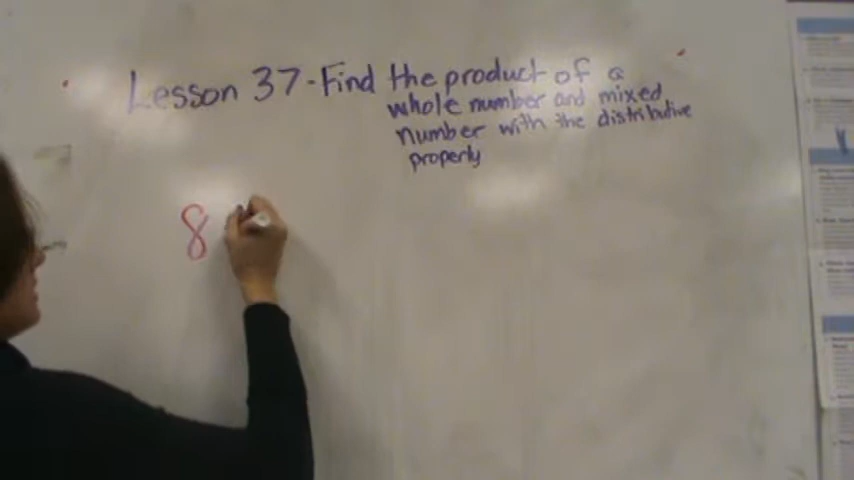 Lesson 37-Find the product of a
whole number and mixed
number with the distributive
property
8